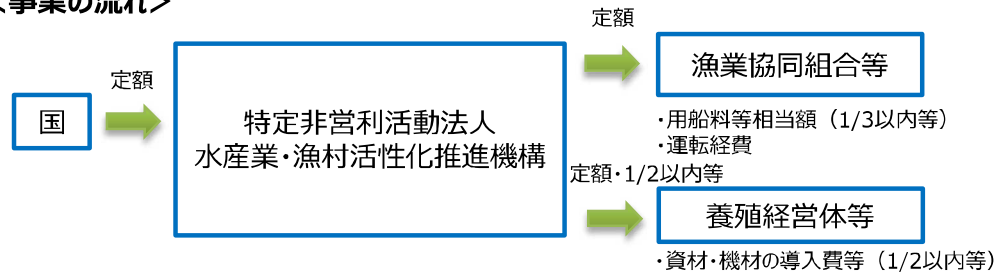 ＜事業の流れ＞
定額
国
特定非営利活動法人
水産業・漁村活性化推進機構
定額
漁業協同組合等
・用船料等相当額（1/3以内等）
・運転経費
定額・1/2以内等
養殖経営体等
・資材・機材の導入費等（1/2以内等）